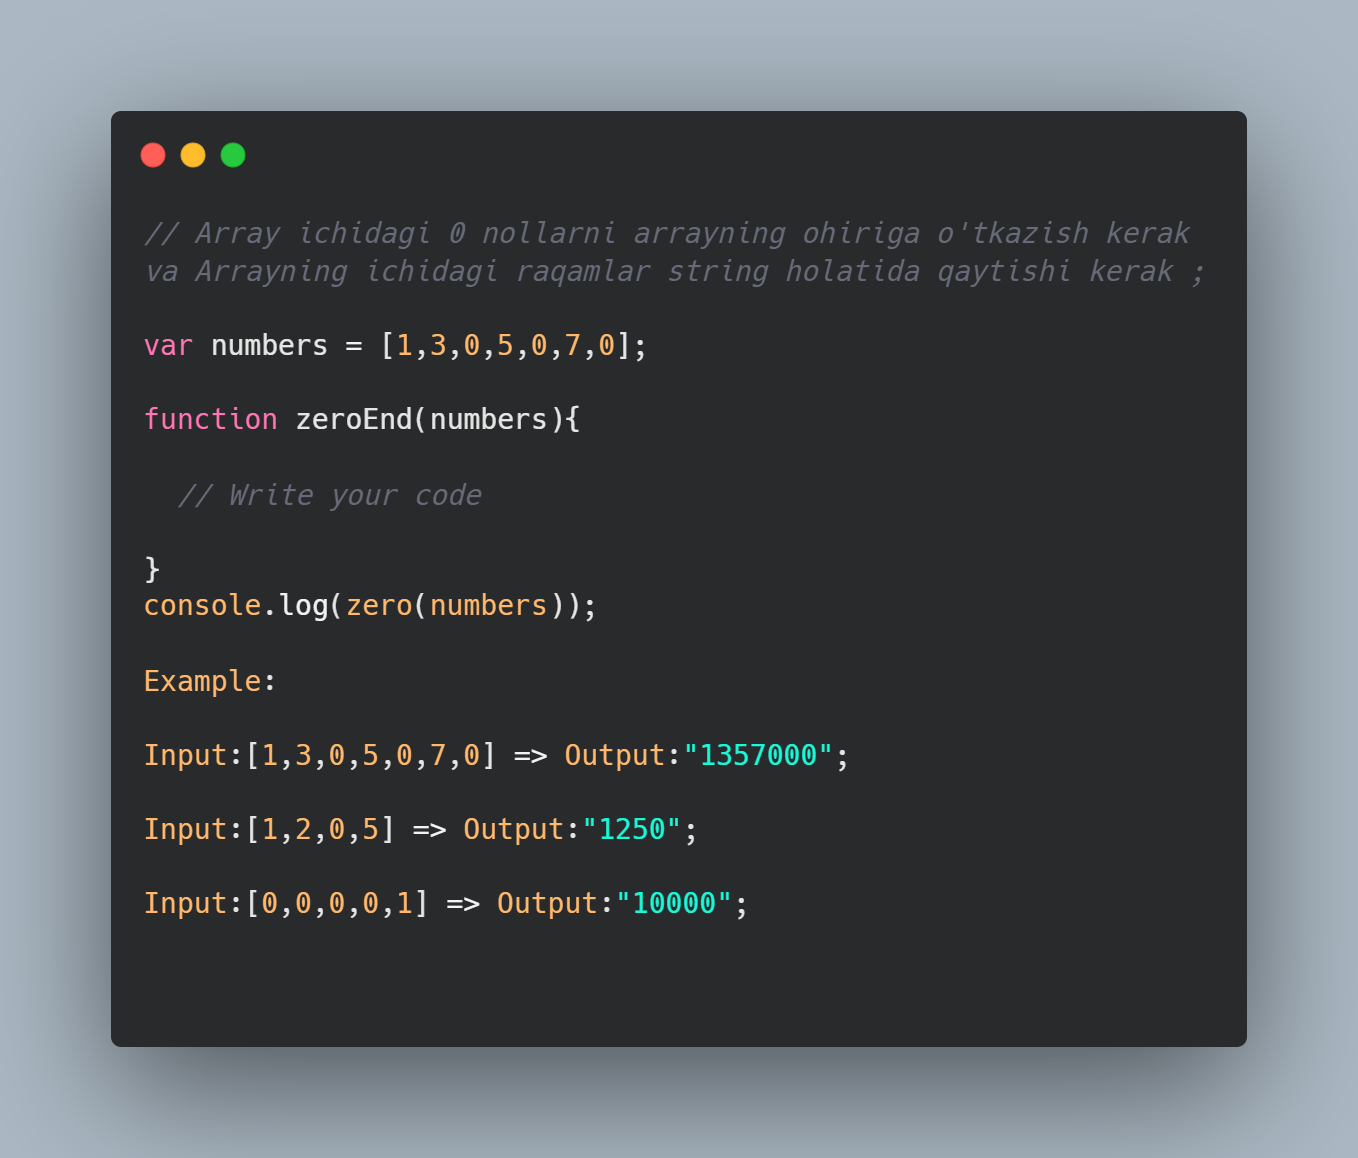 // Array ichidagi 0 nollarni arrayning ohiriga o'tkazish kerak
va Arrayning ichidagi raqamlar string holatida qaytishi kerak ;
var numbers = [1,3,0,5,0,7,0];
function zeroEnd(numbers){
// Write your code
}
console.log(zero(numbers));
Example:
Input:[1,3,0,5,0,7,0] => Output:"1357000";
Input:[1,2,0,5] => Output:"1250";
Input:[0,0,0,0,1] => Output:"10000";